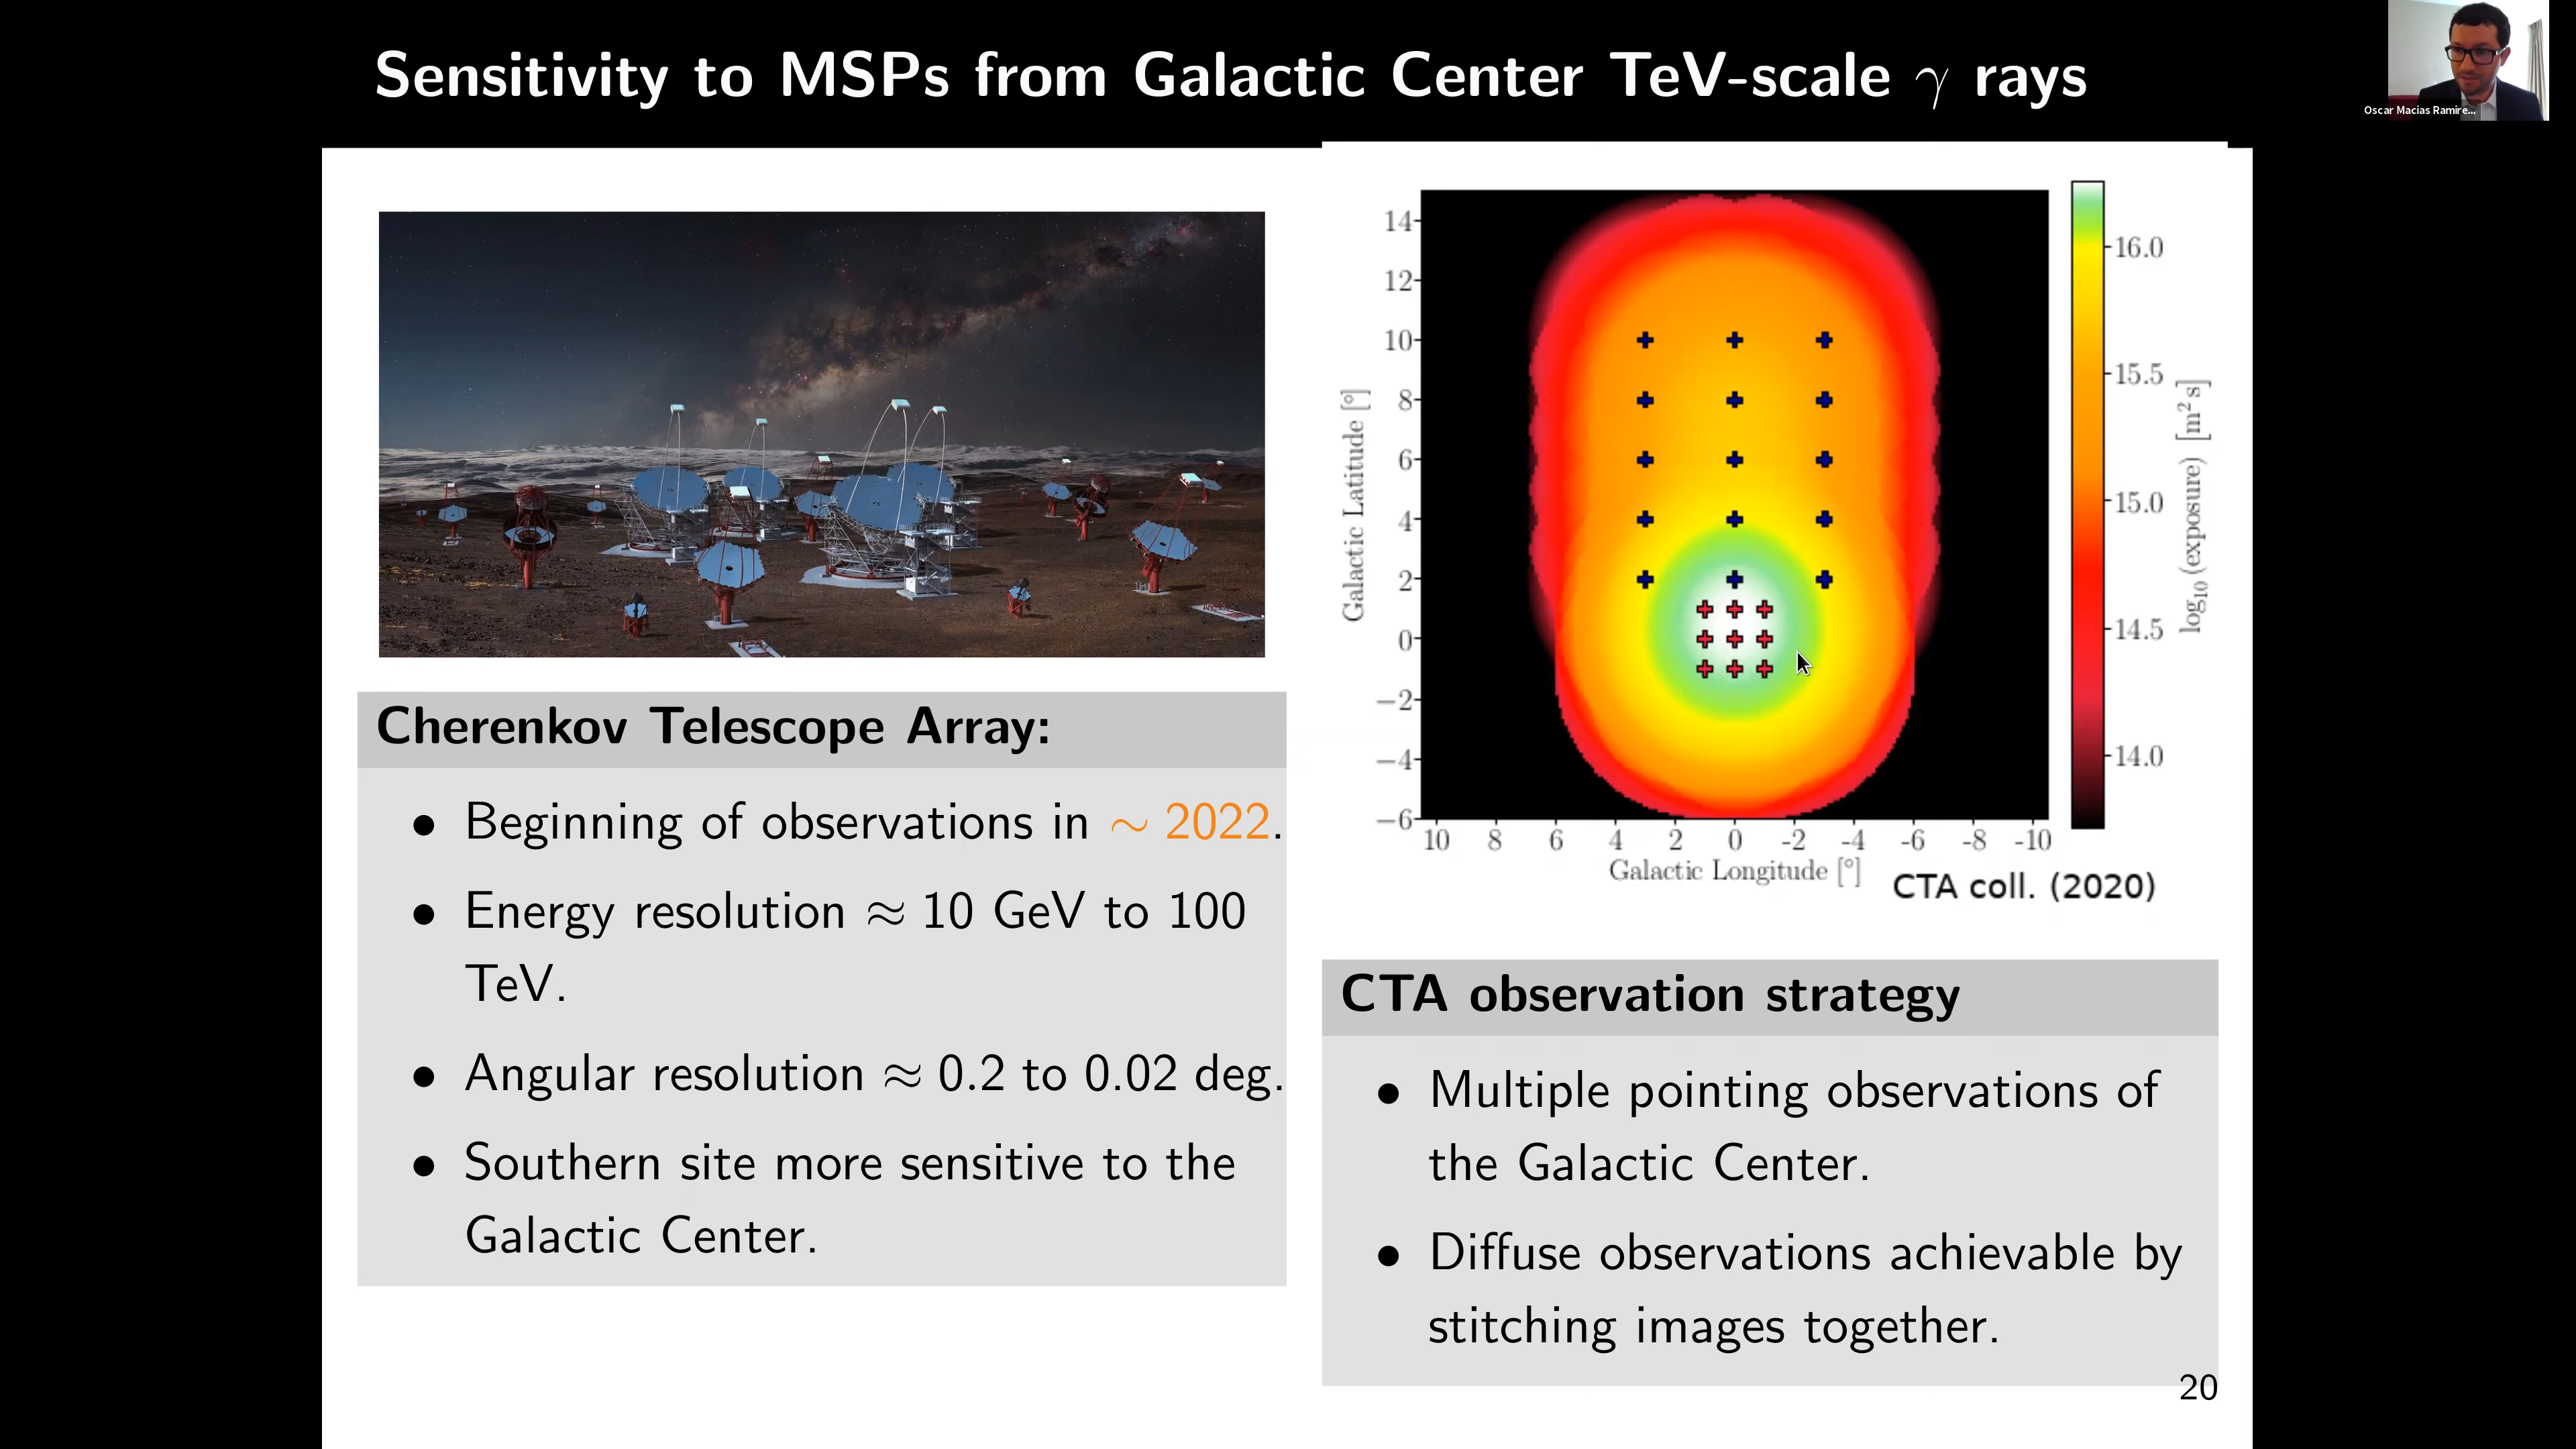 Sensitivity to MSPs from Galactic Center TeV-scale γ rays
Oscar Macias Ramire...
14
12
10
8
6
4
2
0
−2
−4
−6
Galactic Latitude [°]
10 8 6 4 2 0 -2 -4 -6 -8 -10
Galactic Longitude [°]
16.0
15.5
15.0
14.5
14.0
log₁₀(exposure) [m² s]
CTA coll. (2020)
Cherenkov Telescope Array:
• Beginning of observations in ∼ 2022.
• Energy resolution ≈ 10 GeV to 100
TeV.
• Angular resolution ≈ 0.2 to 0.02 deg.
• Southern site more sensitive to the
Galactic Center.
CTA observation strategy
• Multiple pointing observations of
the Galactic Center.
• Diffuse observations achievable by
stitching images together.
20